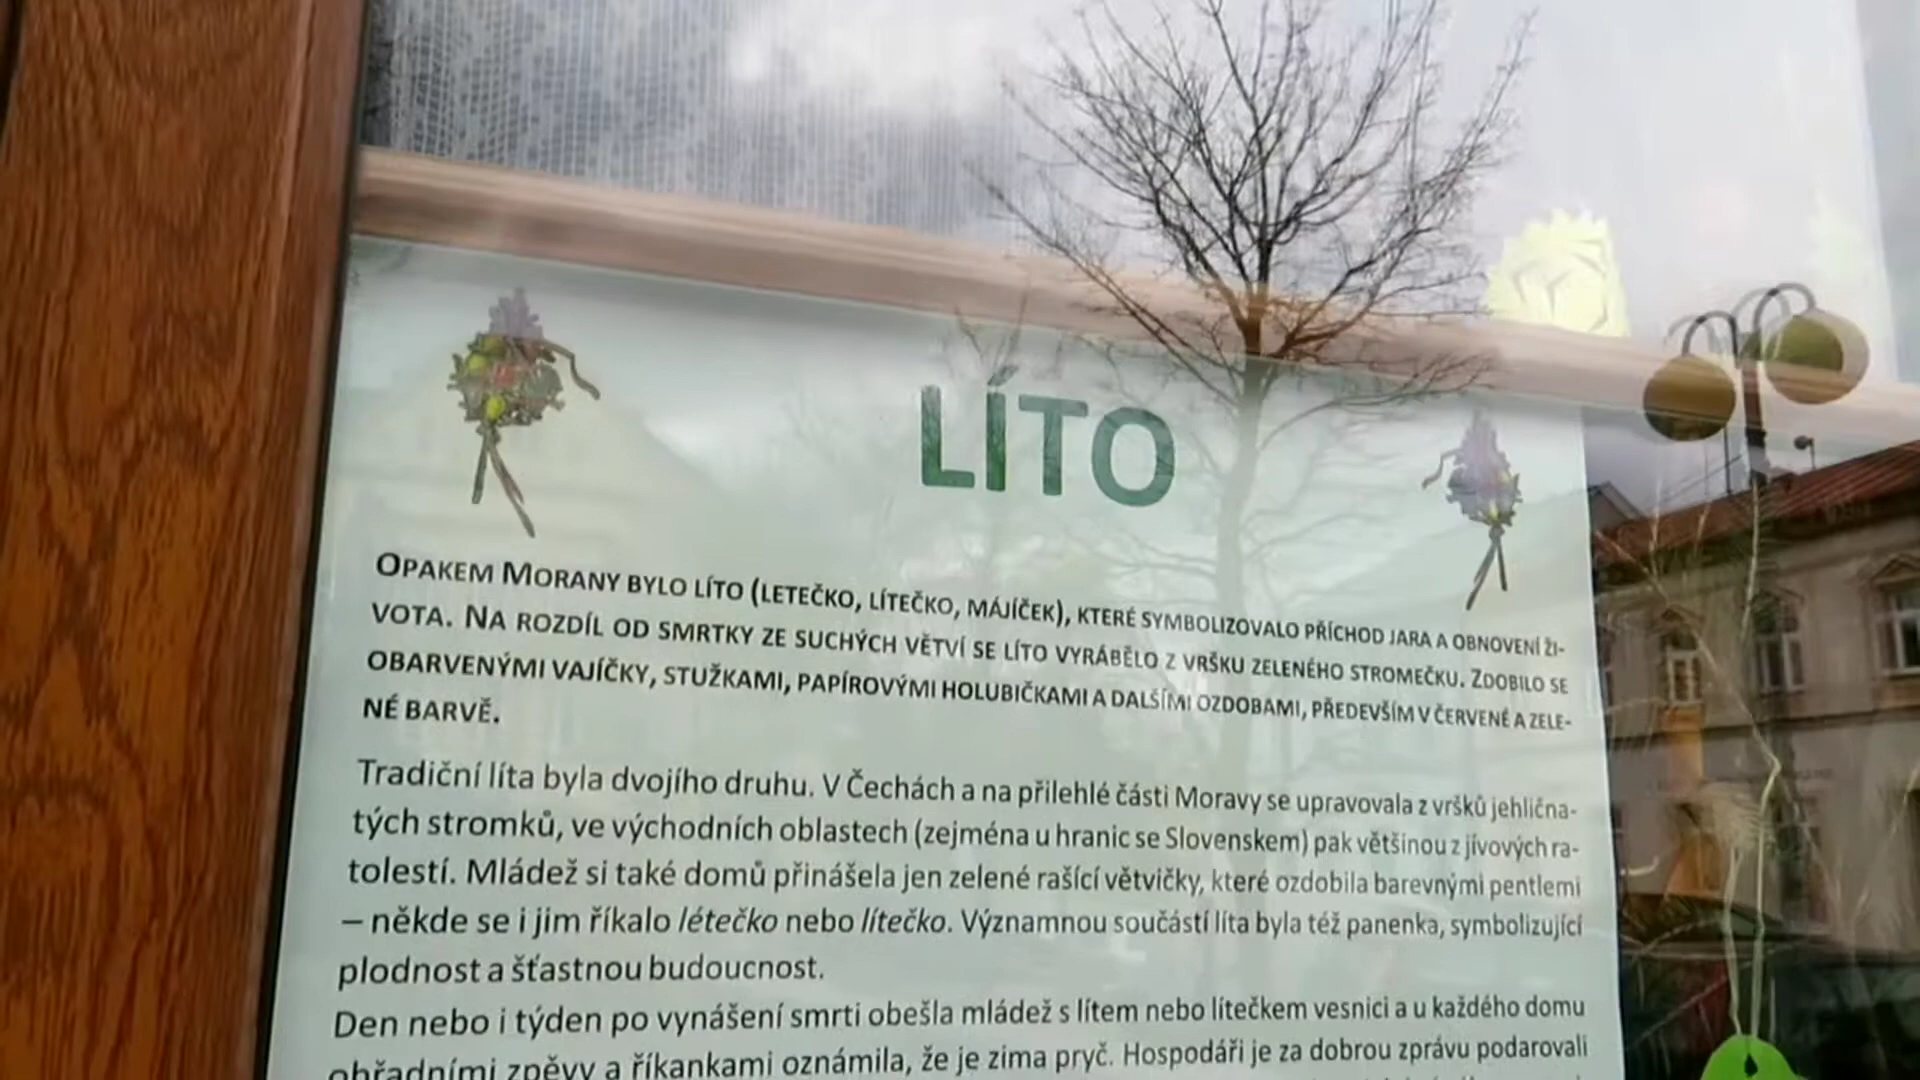 LÍTO
OPAKEM MORANY BYLO LÍTO (LETEČKO, LÍTEČKO, MÁJÍČEK), KTERÉ SYMBOLIZOVALO PŘÍCHOD JARA A OBNOVENÍ ŽI-
VOTA. NA ROZDÍL OD SMRTKY ZE SUCHÝCH VĚTVÍ SE LÍTO VYRÁBĚLO Z VRŠKU ZELENÉHO STROMEČKU. ZDOBILO SE
OBARVENÝMI VAJÍČKY, STUŽKAMI, PAPÍROVÝMI HOLUBIČKAMI A DALŠÍMI OZDOBAMI, PŘEDEVŠÍM V ČERVENÉ A ZELE-
NÉ BARVĚ.
Tradiční líta byla dvojího druhu. V Čechách a na přilehlé části Moravy se upravovala z vršků jehlična-
tých stromků, ve východních oblastech (zejména u hranic se Slovenskem) pak většinou z jívových ra-
tolestí. Mládež si také domů přinášela jen zelené rašící větvičky, které ozdobila barevnými pentlemi
– někde se i jim říkalo létečko nebo lítečko. Významnou součástí líta byla též panenka, symbolizující
plodnost a šťastnou budoucnost.
Den nebo i týden po vynášení smrti obešla mládež s lítem nebo lítečkem vesnici a u každého domu
obřadními zpěvy a říkankami oznámila, že je zima pryč. Hospodáři je za dobrou zprávu podarovali